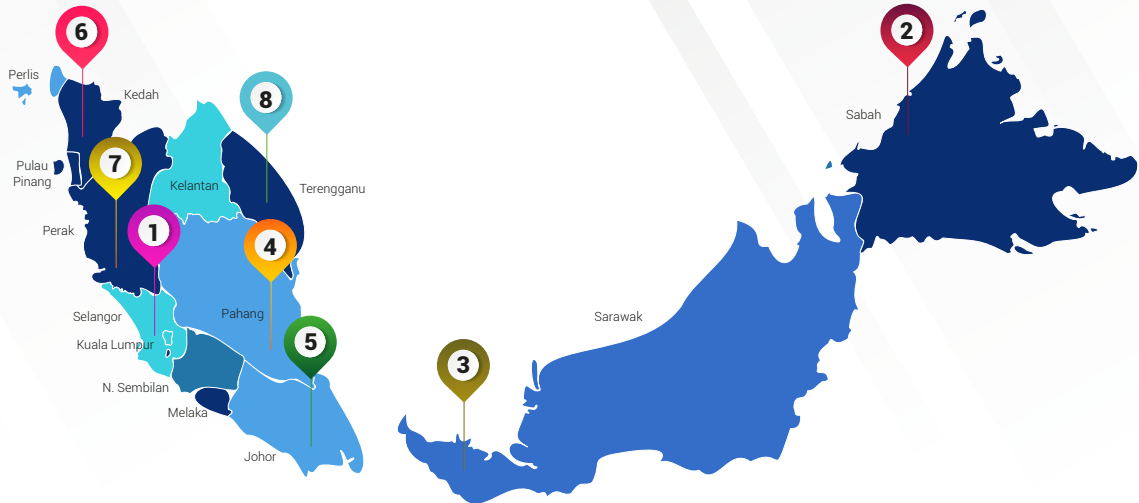 6
2
Perlis
Kedah
8
Sabah
7
Pulau
Pinang
Kelantan
Terengganu
Perak
1
4
Selangor
Pahang
Sarawak
Kuala Lumpur
5
3
N. Sembilan
Melaka
Johor